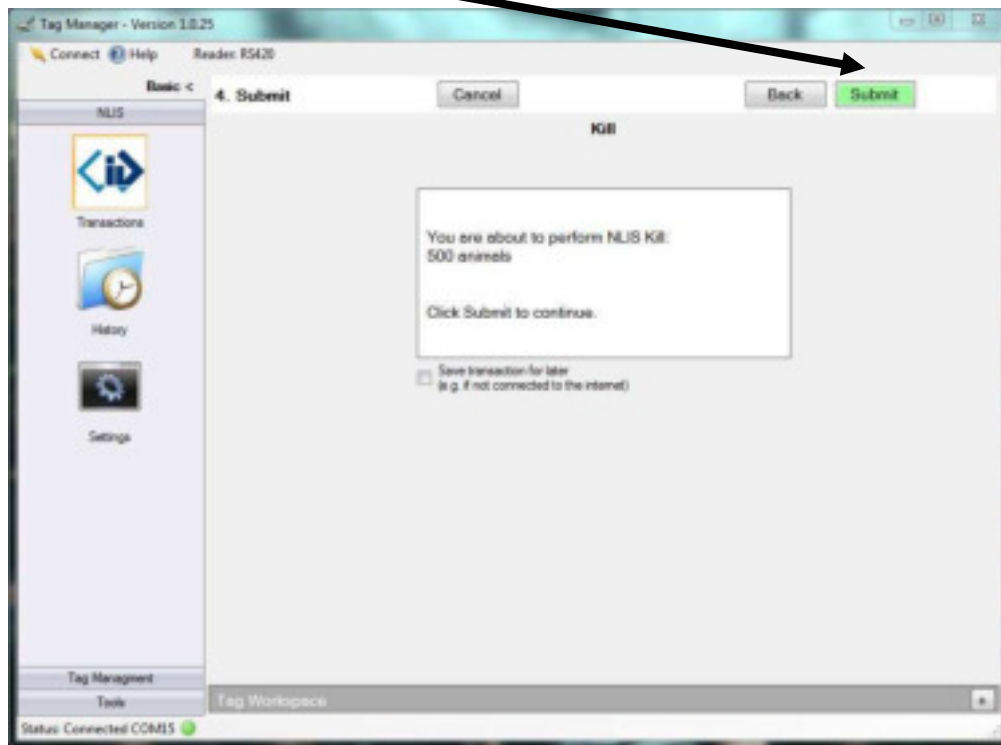 Tag Manager - Version 1.0.25
Connect Help Reader: RS420
Basic <
NLIS
4. Submit
Cancel
Back
Submit
Kill
Transactions
History
Settings
You are about to perform NLIS Kill:
500 animals
Click Submit to continue.
Save transaction for later
(e.g. if not connected to the internet)
Tag Managment
Tools
Tag Workspace
Status: Connected COM15